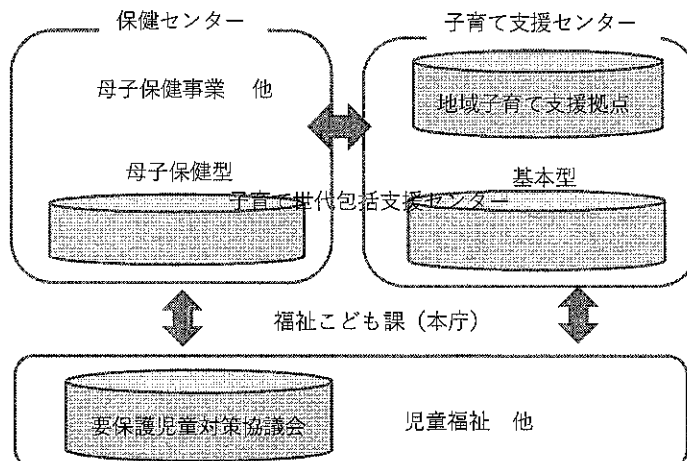 保健センター
子育て支援センター
母子保健事業　他
地域子育て支援拠点
母子保健型
基本型
子育て世代包括支援センター
福祉こども課（本庁）
要保護児童対策協議会
児童福祉　他